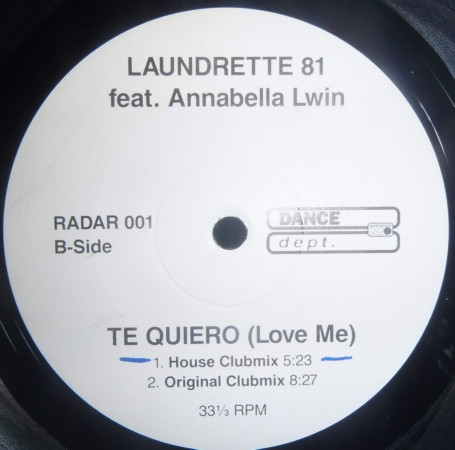 LAUNDRETTE 81
feat. Annabella Lwin
RADAR 001
B-Side
DANCE
dept.
TE QUIERO (Love Me)
1. House Clubmix 5:23
2. Original Clubmix 8:27
33⅓ RPM